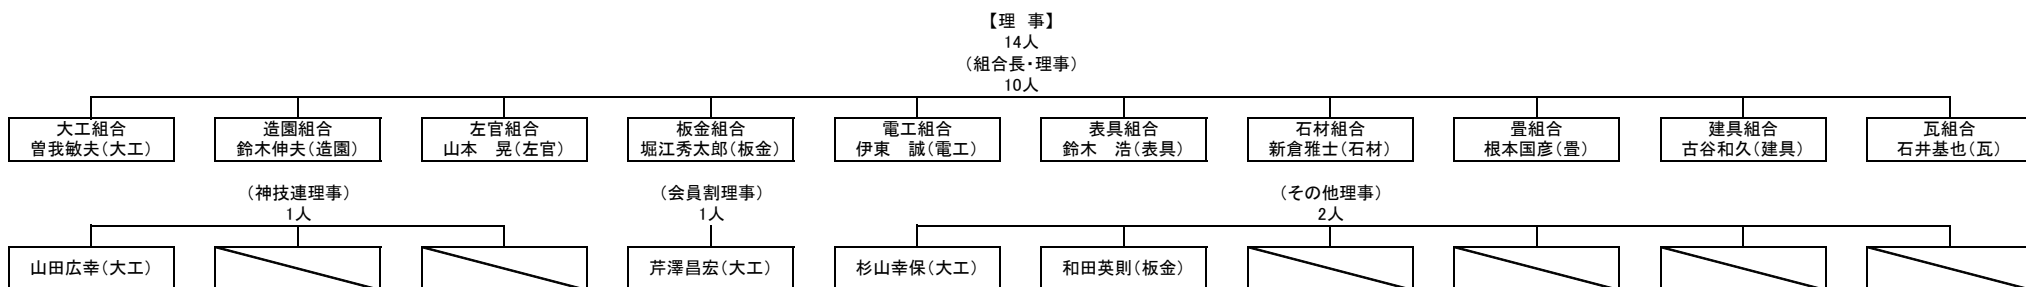 【理　事】
14人
（組合長・理事）
10人
大工組合
曽我敏夫（大工）
造園組合
鈴木伸夫（造園）
左官組合
山本　晃（左官）
板金組合
堀江秀太郎（板金）
電工組合
伊東　誠（電工）
表具組合
鈴木　浩（表具）
石材組合
新倉雅士（石材）
畳組合
根本国彦（畳）
建具組合
古谷和久（建具）
瓦組合
石井基也（瓦）
（神技連理事）
1人
（会員割理事）
1人
（その他理事）
2人
山田広幸（大工）
芹澤昌宏（大工）
杉山幸保（大工）
和田英則（板金）